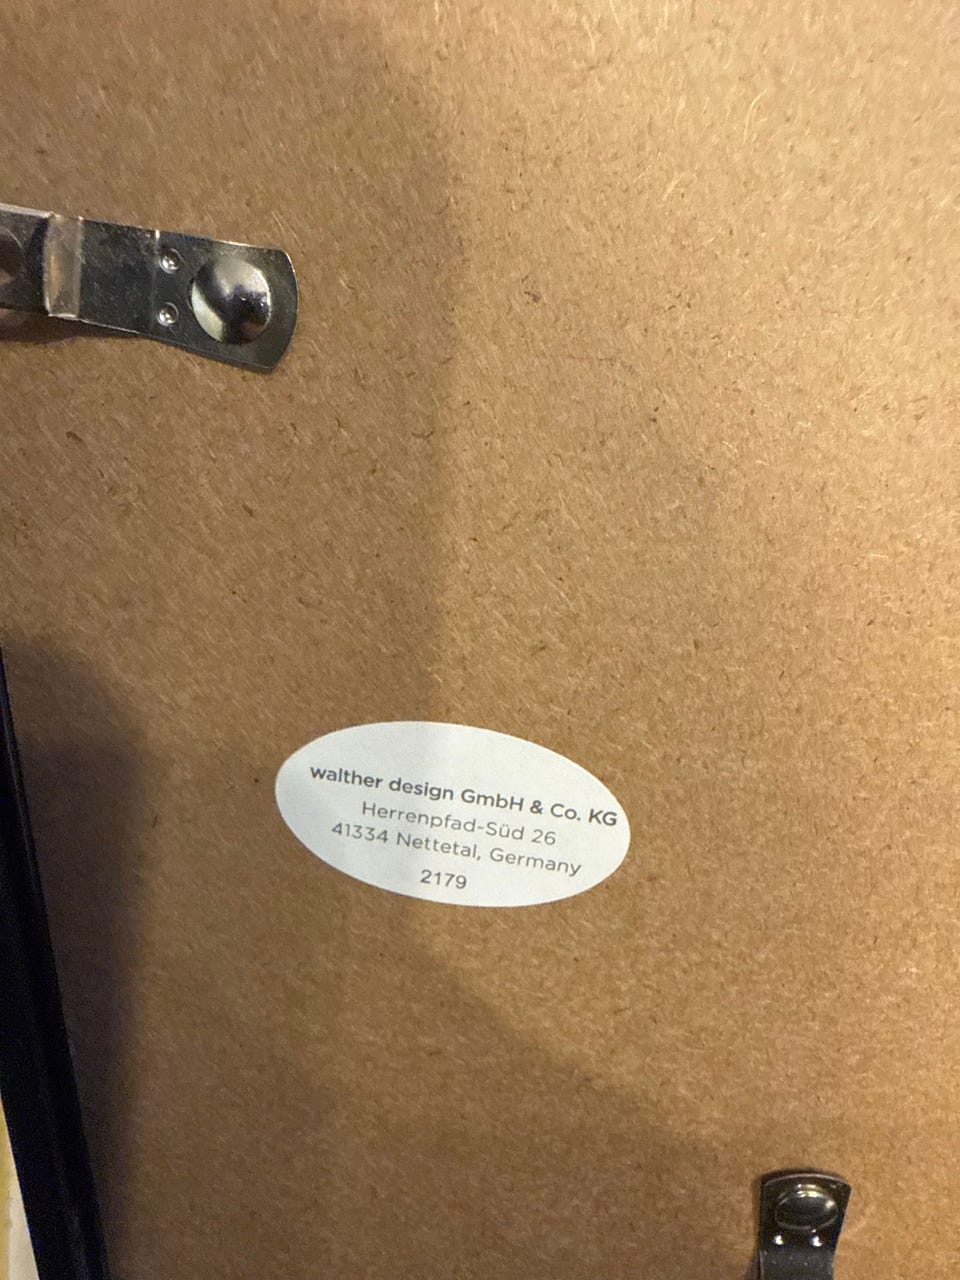 walther design GmbH & Co. KG
Herrenpfad-Süd 26
41334 Nettetal, Germany
2179